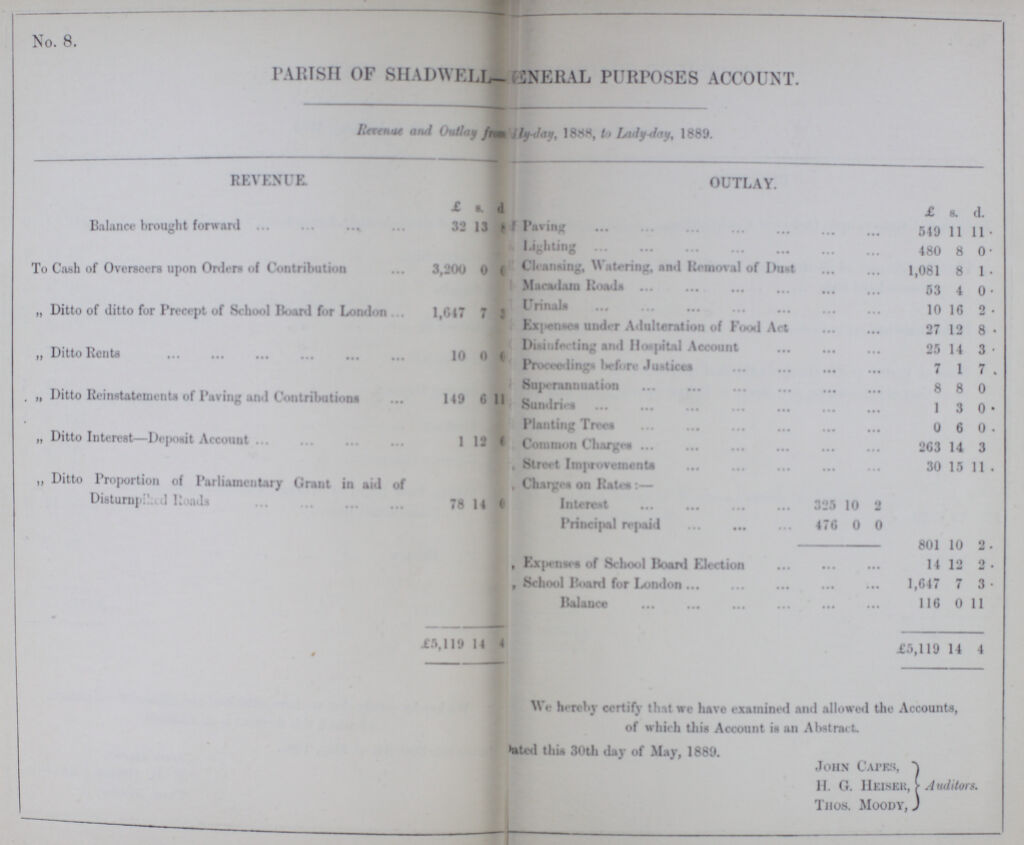 No. 8.
PARISH OF SHADWELL—ENERAL PURPOSES ACCOUNT.
Revenue and Outlay from dy-day, 1888, to Lady-day, 1889.
REVENUE.
£ s. d
Balance brought forward ... ... ... ... 32 13
To Cash of Overseers upon Orders of Contribution ... 3,200 0
„ Ditto of ditto for Precept of School Board for London ... 1,647 7 3
„ Ditto Rents ... ... ... ... ... ... 10 0
. „ Ditto Reinstatements of Paving and Contributions ... 149 6 11
„ Ditto Interest—Deposit Account ... ... ... ... 1 12
„ Ditto Proportion of Parliamentary Grant in aid of
Disturnpiked Roads ... ... ... ... 78 14
£5,119 14 4
OUTLAY.
£ s. d.
Paving ... ... ... ... ... ... ... 549 11 11 ·
Lighting ... ... ... ... ... ... ... 480 8 0 ·
Cleansing, Watering, and Removal of Dust ... ... 1,081 8 1 ·
Macadam Roads ... ... ... ... ... ... 53 4 0 ·
Urinals ... ... ... ... ... ... ... 10 16 2 ·
Expenses under Adulteration of Food Act ... ... 27 12 8 ·
Disinfecting and Hospital Account ... ... ... 25 14 3 ·
Proceedings before Justices ... ... ... ... 7 1 7 .
Superannuation ... ... ... ... ... ... 8 8 0
Sundries ... ... ... ... ... ... ... 1 3 0 ·
Planting Trees ... ... ... ... ... ... 0 6 0 .
Common Charges ... ... ... ... ... ... 263 14 3
, Street Improvements ... ... ... ... ... 30 15 11 .
, Charges on Rates :—
Interest ... ... ... ... 325 10 2
Principal repaid ... ... ... 476 0 0
801 10 2 .
, Expenses of School Board Election ... ... ... 14 12 2 ·
, School Board for London ... ... ... ... ... 1,647 7 3 ·
Balance ... ... ... ... ... ... 116 0 11
£5,119 14 4
We hereby certify that we have examined and allowed the Accounts,
of which this Account is an Abstract.
ated this 30th day of May, 1889.
JOHN CAPES,
H. G. HEISER, } Auditors.
THOS. MOODY,